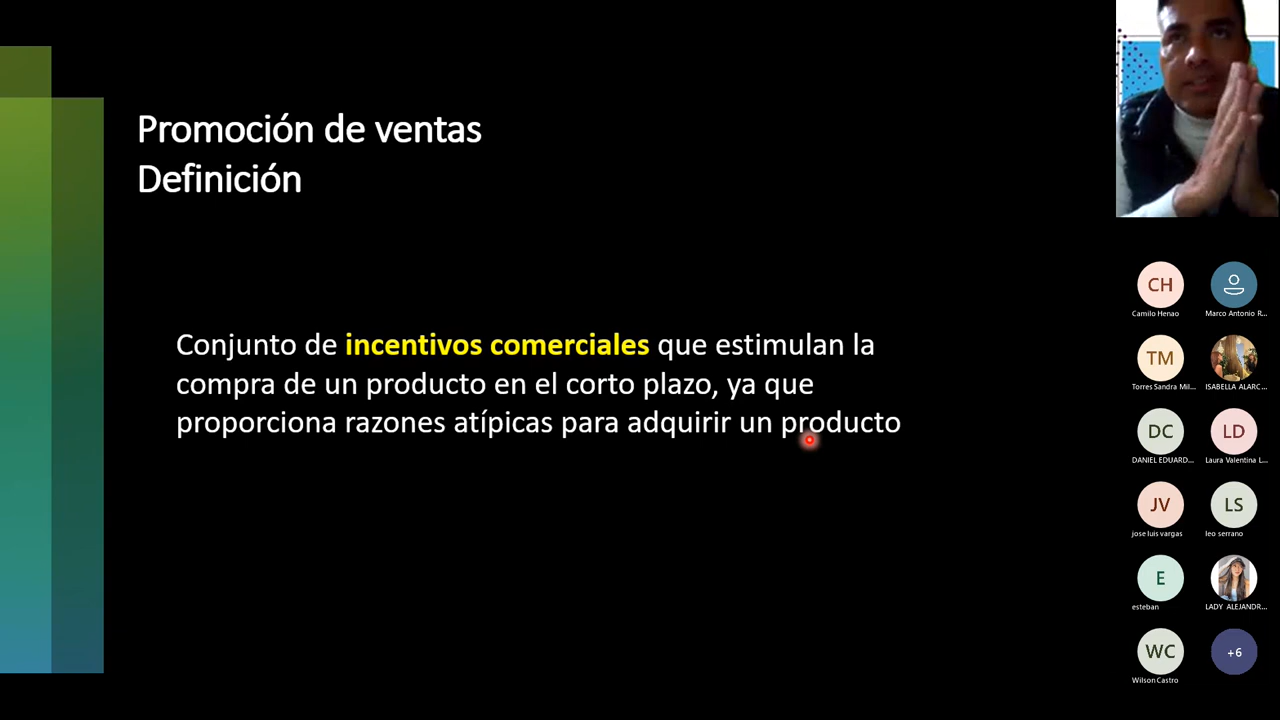 Promoción de ventas
Definición
Conjunto de incentivos comerciales que estimulan la
compra de un producto en el corto plazo, ya que
proporciona razones atípicas para adquirir un producto
CH
Camilo Henao
Marco Antonio R...
TM
Torres Sandra Mil...
ISABELLA ALARC...
DC
DANIEL EDUARD...
LD
Laura Valentina L...
JV
jose luis vargas
LS
leo serrano
E
esteban
LADY ALEJANDR...
WC
Wilson Castro
+6